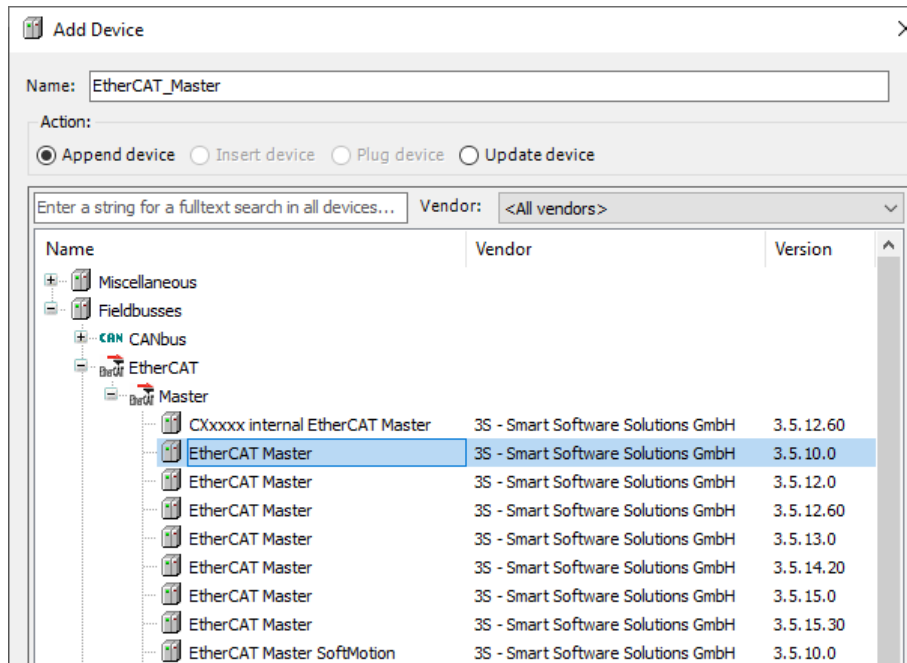 Add Device
Name: EtherCAT_Master
Action:
Append device Insert device Plug device Update device
Enter a string for a fulltext search in all devices... Vendor: <All vendors>
Name Vendor Version
Miscellaneous
Fieldbusses
CAN CANbus
EtherCAT EtherCAT
EtherCAT Master
CXxxxx internal EtherCAT Master 3S - Smart Software Solutions GmbH 3.5.12.60
EtherCAT Master 3S - Smart Software Solutions GmbH 3.5.10.0
EtherCAT Master 3S - Smart Software Solutions GmbH 3.5.12.0
EtherCAT Master 3S - Smart Software Solutions GmbH 3.5.12.60
EtherCAT Master 3S - Smart Software Solutions GmbH 3.5.13.0
EtherCAT Master 3S - Smart Software Solutions GmbH 3.5.14.20
EtherCAT Master 3S - Smart Software Solutions GmbH 3.5.15.0
EtherCAT Master 3S - Smart Software Solutions GmbH 3.5.15.30
EtherCAT Master SoftMotion 3S - Smart Software Solutions GmbH 3.5.10.0